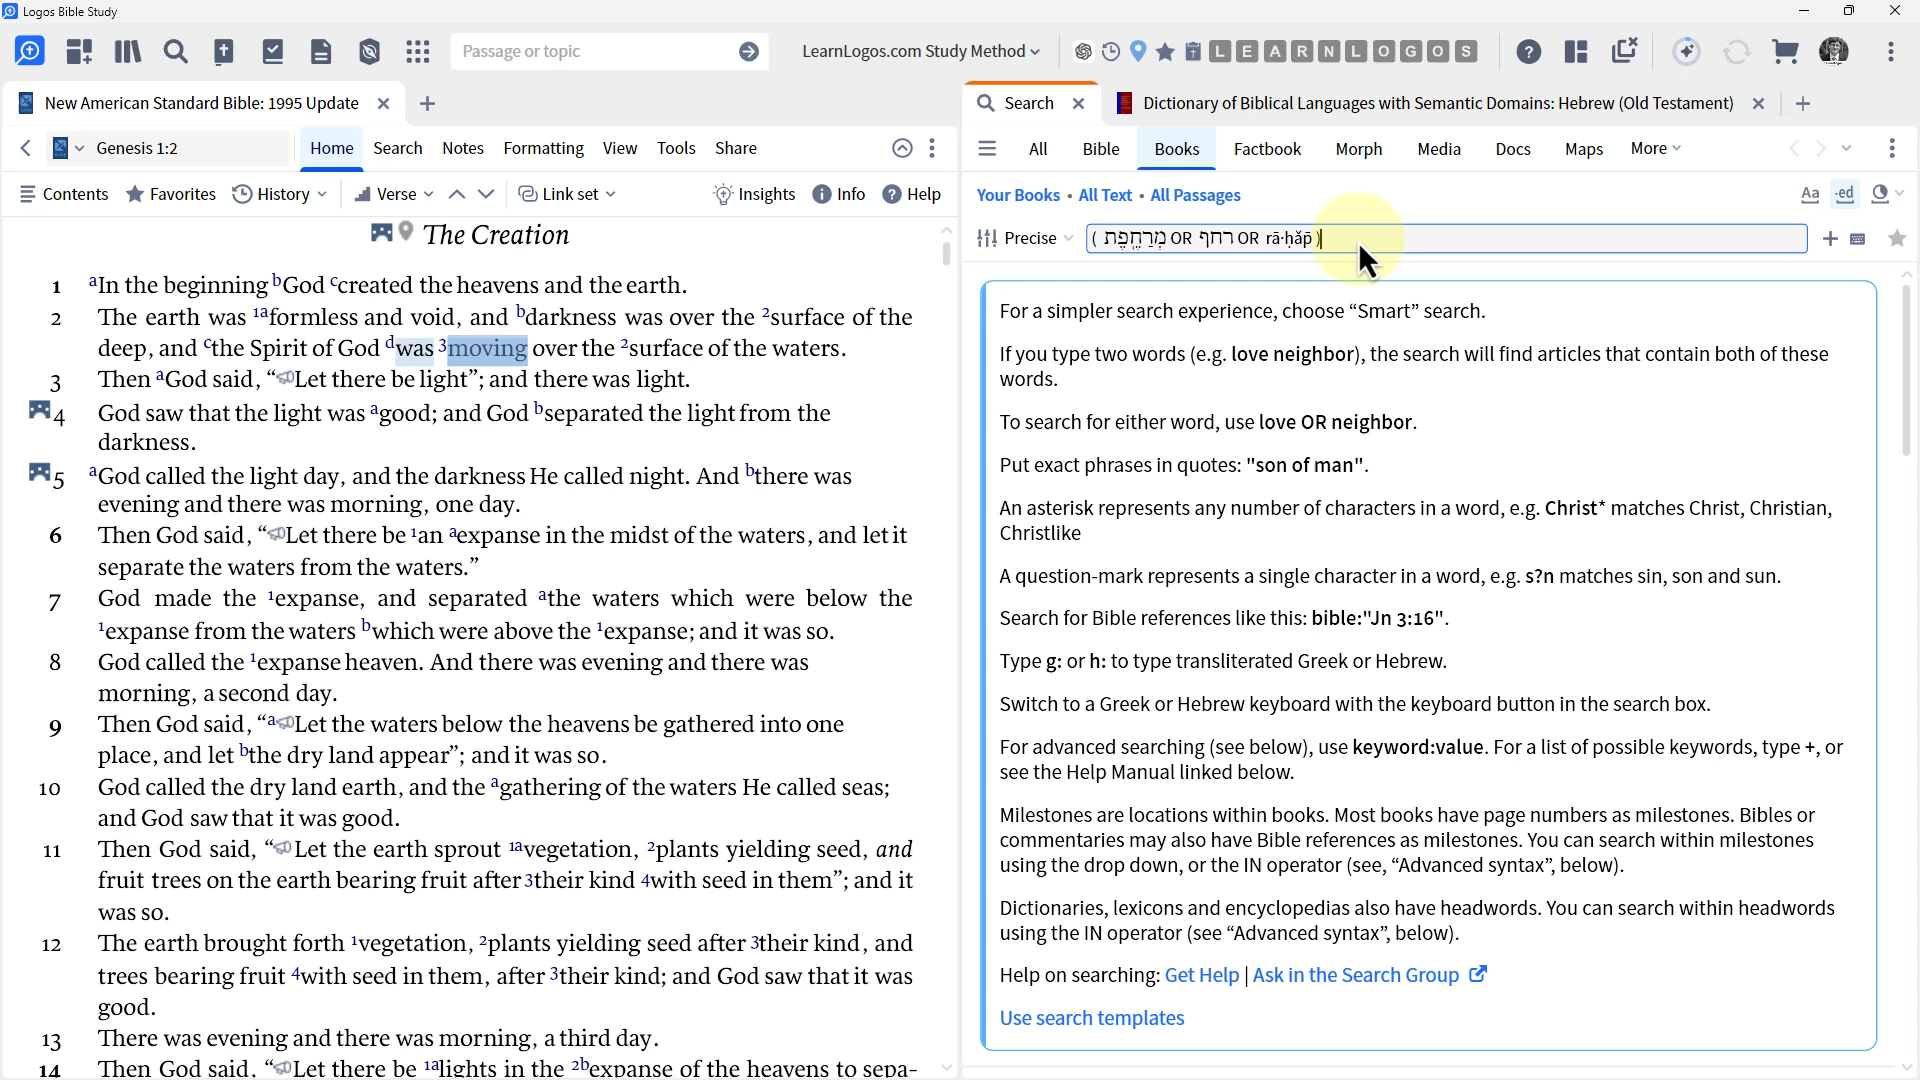 Logos Bible Study
Passage or topic
LearnLogos.com Study Method
L E A R N L O G O S
New American Standard Bible: 1995 Update
Genesis 1:2
Home Search Notes Formatting View Tools Share
Contents Favorites History Verse Link set Insights Info Help
The Creation
1 aIn the beginning bGod ccreated the heavens and the earth.
2 The earth was 1aformless and void, and bdarkness was over the 2surface of the
deep, and cthe Spirit of God dwas 3moving over the 2surface of the waters.
3 Then aGod said, “Let there be light”; and there was light.
4 God saw that the light was agood; and God bseparated the light from the
darkness.
5 aGod called the light day, and the darkness He called night. And bthere was
evening and there was morning, one day.
6 Then God said, “Let there be 1an aexpanse in the midst of the waters, and let it
separate the waters from the waters.”
7 God made the 1expanse, and separated athe waters which were below the
1expanse from the waters bwhich were above the 1expanse; and it was so.
8 God called the 1expanse heaven. And there was evening and there was
morning, a second day.
9 Then God said, “aLet the waters below the heavens be gathered into one
place, and let bthe dry land appear”; and it was so.
10 God called the dry land earth, and the agathering of the waters He called seas;
and God saw that it was good.
11 Then God said, “Let the earth sprout 1avegetation, 2plants yielding seed, and
fruit trees on the earth bearing fruit after 3their kind 4with seed in them”; and it
was so.
12 The earth brought forth 1vegetation, 2plants yielding seed after 3their kind, and
trees bearing fruit 4with seed in them, after 3their kind; and God saw that it was
good.
13 There was evening and there was morning, a third day.
14 Then God said, “Let there be 1alights in the 2bexpanse of the heavens to sepa-
Search
Dictionary of Biblical Languages with Semantic Domains: Hebrew (Old Testament)
All Bible Books Factbook Morph Media Docs Maps More
Your Books • All Text • All Passages
Aa -ed
Precise ( מְרַחֶפֶת OR רחף OR rā·ḥǎp̄ )
For a simpler search experience, choose “Smart” search.
If you type two words (e.g. love neighbor), the search will find articles that contain both of these
words.
To search for either word, use love OR neighbor.
Put exact phrases in quotes: "son of man".
An asterisk represents any number of characters in a word, e.g. Christ* matches Christ, Christian,
Christlike
A question-mark represents a single character in a word, e.g. s?n matches sin, son and sun.
Search for Bible references like this: bible:"Jn 3:16".
Type g: or h: to type transliterated Greek or Hebrew.
Switch to a Greek or Hebrew keyboard with the keyboard button in the search box.
For advanced searching (see below), use keyword:value. For a list of possible keywords, type +, or
see the Help Manual linked below.
Milestones are locations within books. Most books have page numbers as milestones. Bibles or
commentaries may also have Bible references as milestones. You can search within milestones
using the drop down, or the IN operator (see, “Advanced syntax”, below).
Dictionaries, lexicons and encyclopedias also have headwords. You can search within headwords
using the IN operator (see “Advanced syntax”, below).
Help on searching: Get Help | Ask in the Search Group
Use search templates